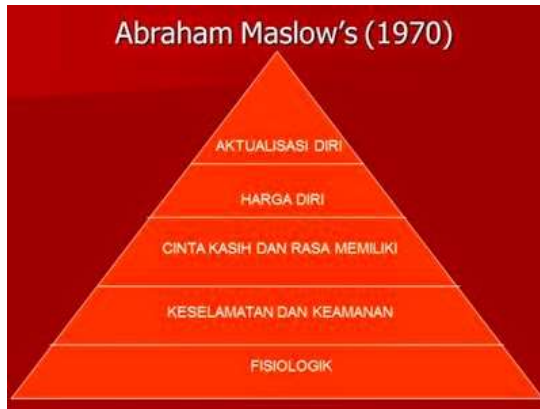 Abraham Maslow's (1970)
AKTUALISASI DIRI
HARGA DIRI
CINTA KASIH DAN RASA MEMILIKI
KESELAMATAN DAN KEAMANAN
FISIOLOGIK